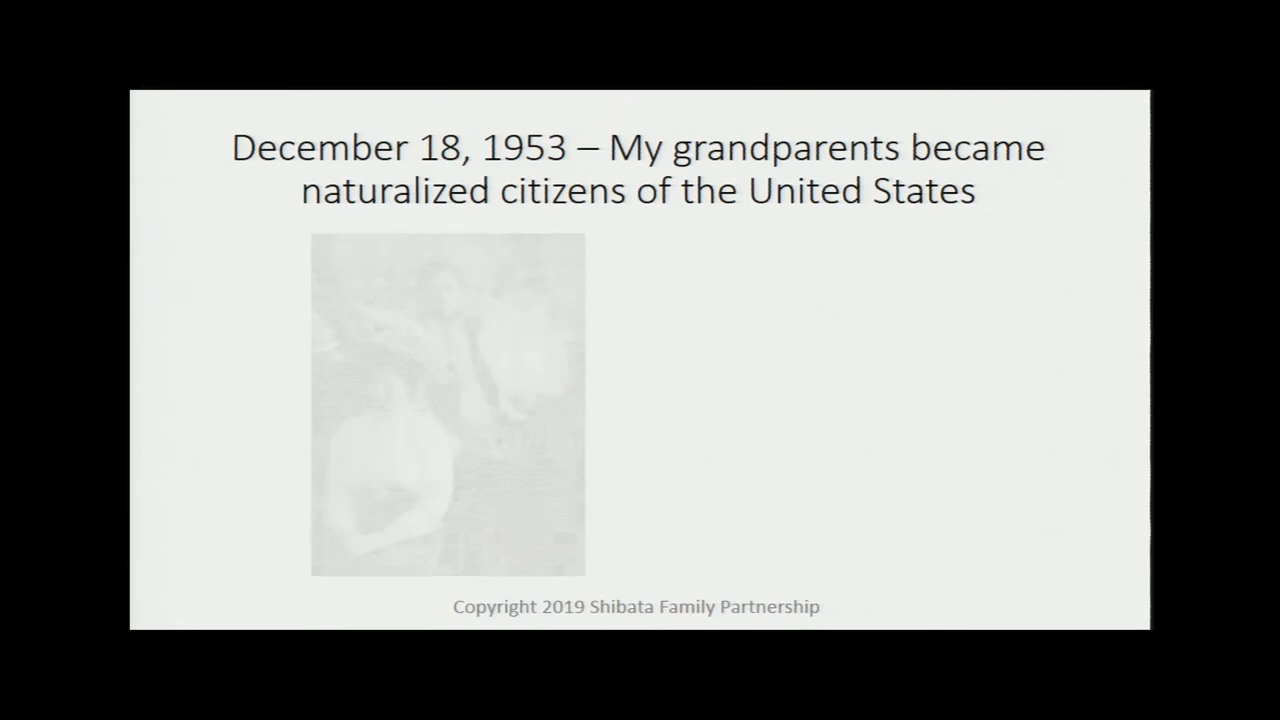 December 18, 1953 – My grandparents became
naturalized citizens of the United States
Copyright 2019 Shibata Family Partnership